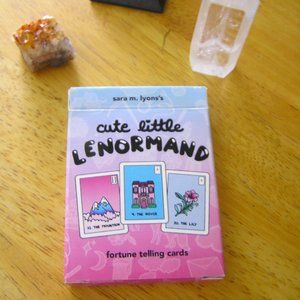 sara m. lyons's
cute little
LENORMAND
21. THE MOUNTAIN
4. THE HOUSE
30. THE LILY
fortune telling cards